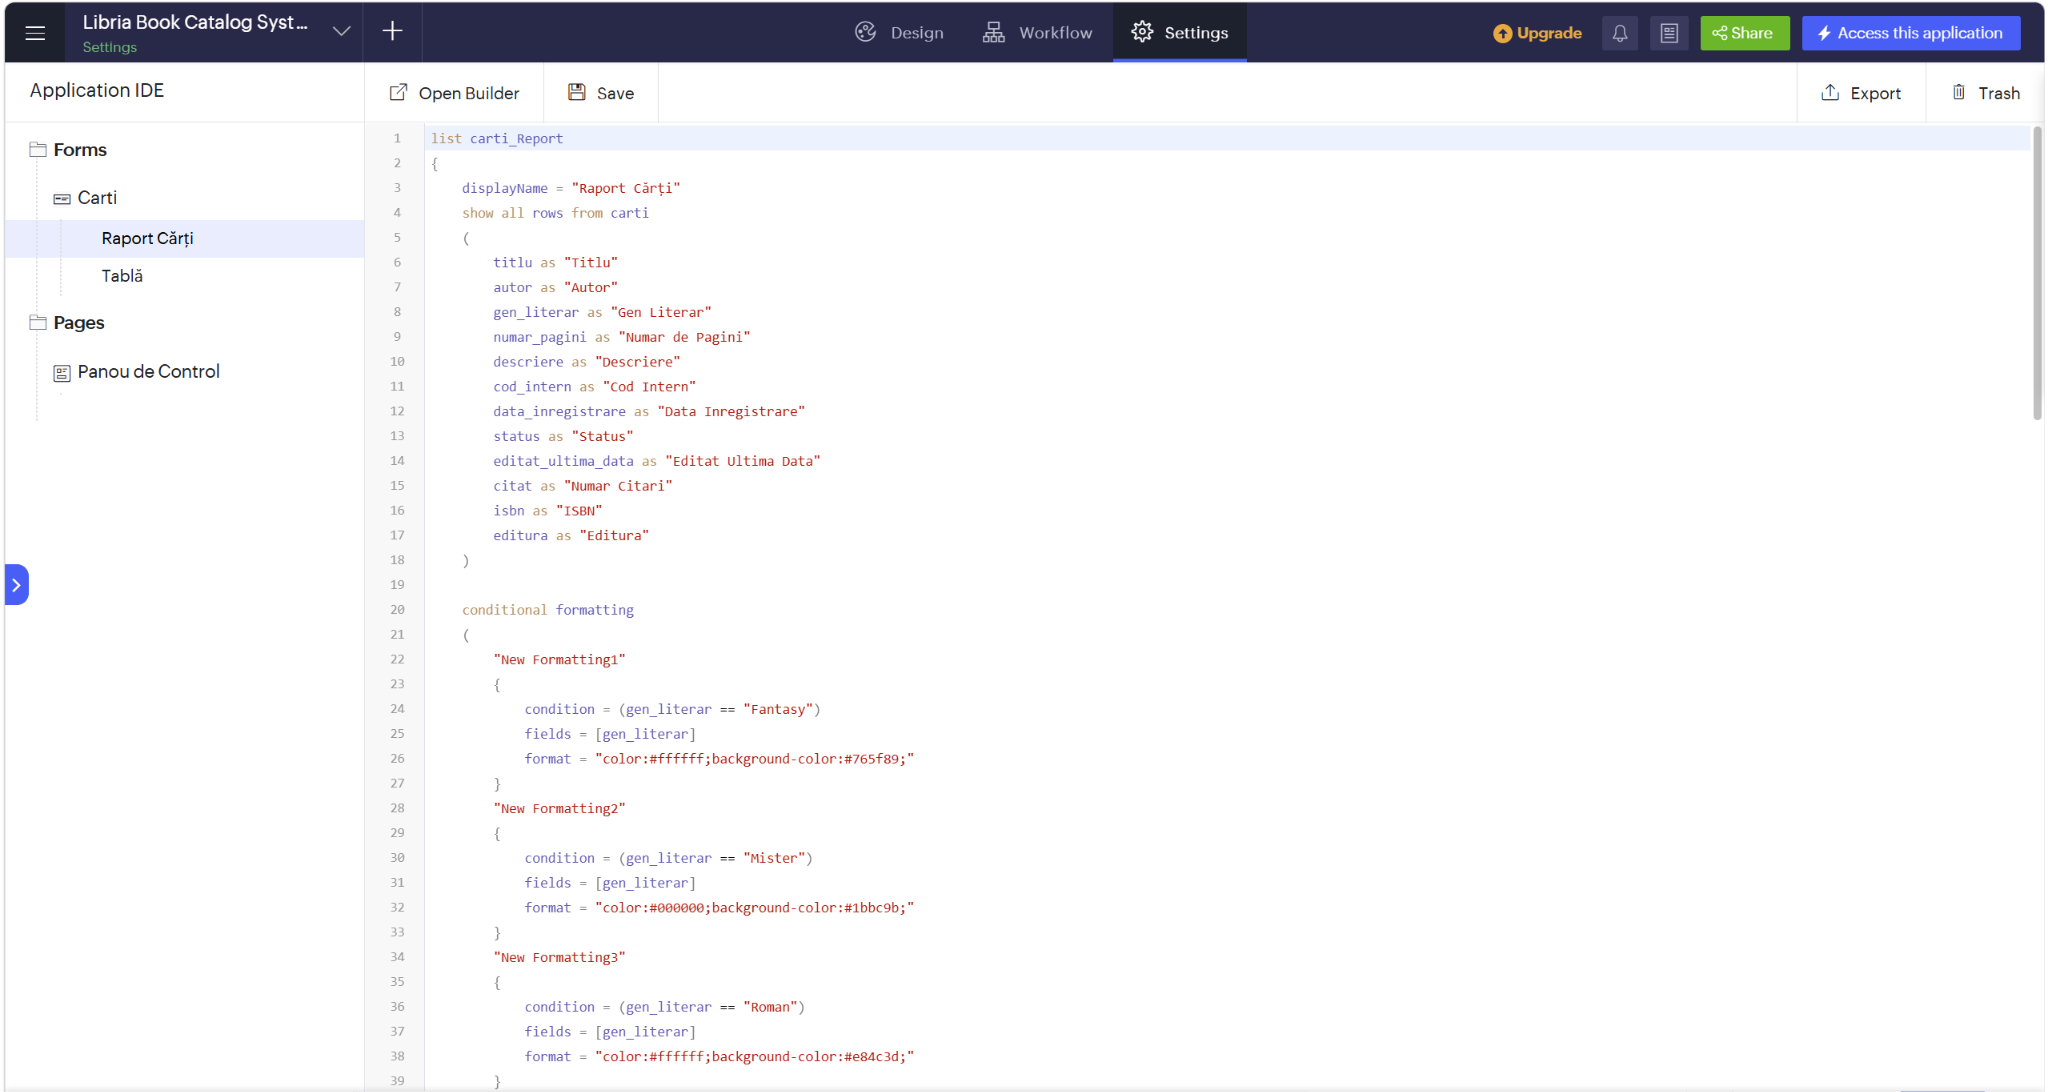 Libria Book Catalog Syst...
Settings
Design
Workflow
Settings
Upgrade
Share
Access this application
Application IDE
Open Builder
Save
Export
Trash
Forms
Carti
Raport Cărți
Tablă
Pages
Panou de Control
1 list carti_Report
2 {
3 displayName = "Raport Cărți"
4 show all rows from carti
5 (
6 titlu as "Titlu"
7 autor as "Autor"
8 gen_literar as "Gen Literar"
9 numar_pagini as "Numar de Pagini"
10 descriere as "Descriere"
11 cod_intern as "Cod Intern"
12 data_inregistrare as "Data Inregistrare"
13 status as "Status"
14 editat_ultima_data as "Editat Ultima Data"
15 citat as "Numar Citari"
16 isbn as "ISBN"
17 editura as "Editura"
18 )
19
20 conditional formatting
21 (
22 "New Formatting1"
23 {
24 condition = (gen_literar == "Fantasy")
25 fields = [gen_literar]
26 format = "color:#ffffff;background-color:#765f89;"
27 }
28 "New Formatting2"
29 {
30 condition = (gen_literar == "Mister")
31 fields = [gen_literar]
32 format = "color:#000000;background-color:#1bbc9b;"
33 }
34 "New Formatting3"
35 {
36 condition = (gen_literar == "Roman")
37 fields = [gen_literar]
38 format = "color:#ffffff;background-color:#e84c3d;"
39 }